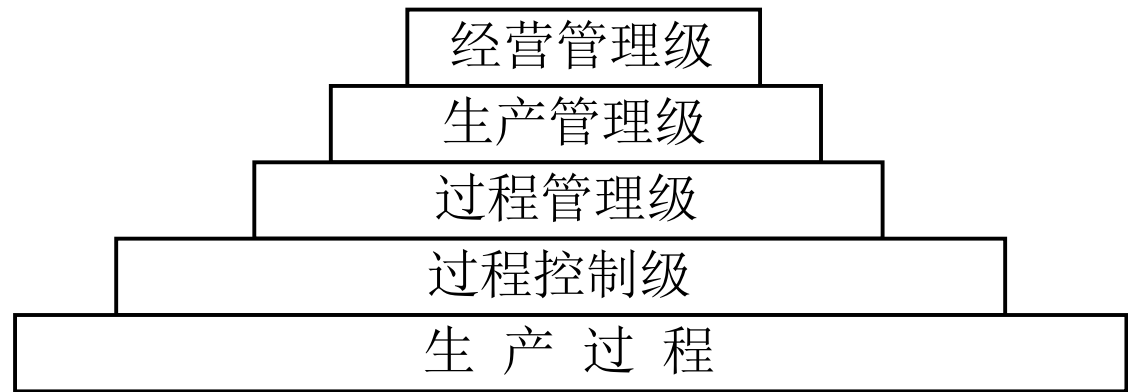 经营管理级
生产管理级
过程管理级
过程控制级
生 产 过 程